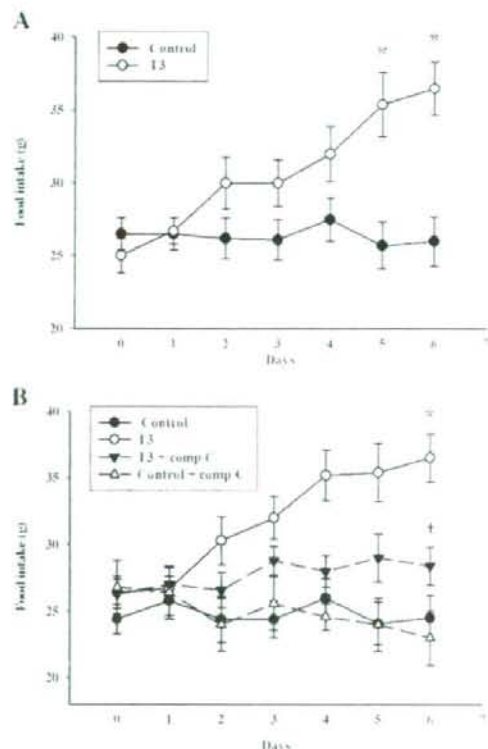 A
40
35
30
25
20
Food intake (g)
Control
T3
*
*
0 1 2 3 4 5 6 7
Days
B
40
35
30
25
20
Food intake (g)
Control
T3
T3 + comp C
Control + comp C
*
†
0 1 2 3 4 5 6 7
Days